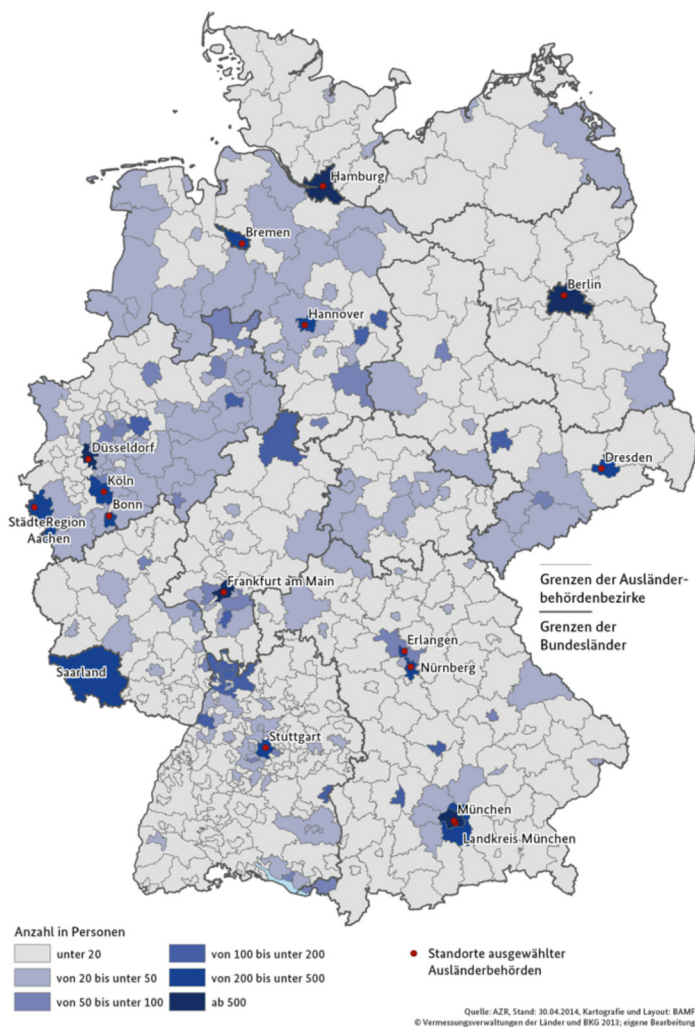 Hamburg
Bremen
Berlin
Hannover
Düsseldorf
Dresden
Köln
Bonn
StädteRegion
Aachen
Frankfurt am Main
Grenzen der Ausländer-
behördenbezirke
Grenzen der
Bundesländer
Erlangen
Nürnberg
Saarland
Stuttgart
München
Landkreis München
Anzahl in Personen
unter 20
von 20 bis unter 50
von 50 bis unter 100
von 100 bis unter 200
von 200 bis unter 500
ab 500
Standorte ausgewählter
Ausländerbehörden
Quelle: AZR, Stand: 30.04.2014, Kartografie und Layout: BAMF
© Vermessungsverwaltungen der Länder und BKG 2013; eigene Bearbeitung